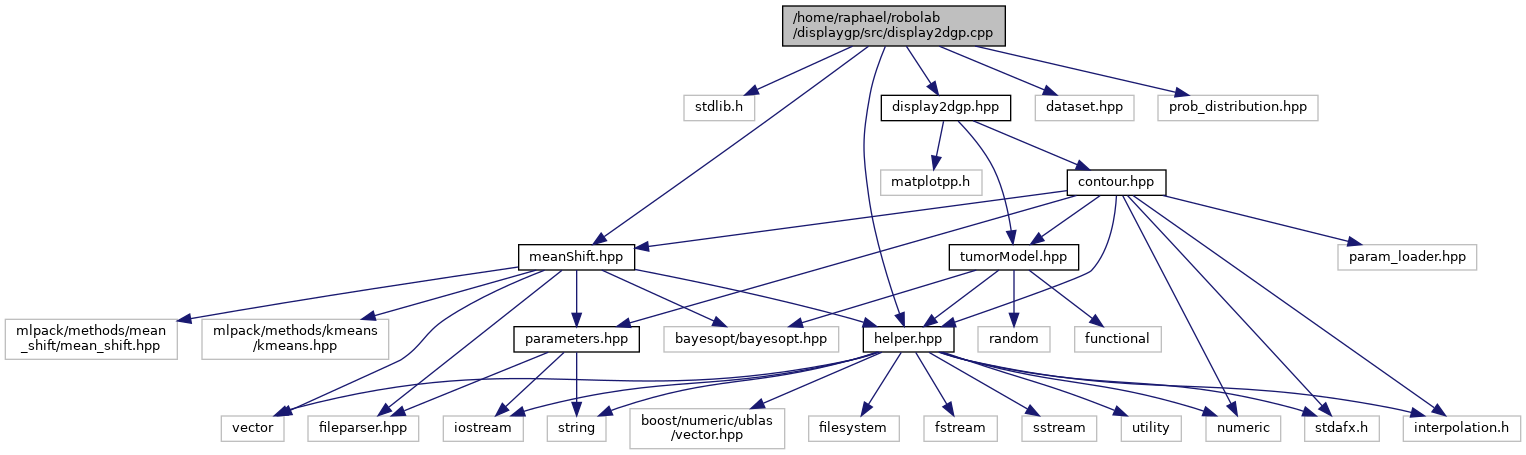 /home/raphael/robolab
/displaygp/src/display2dgp.cpp
stdlib.h
display2dgp.hpp
dataset.hpp
prob_distribution.hpp
matplotpp.h
contour.hpp
meanShift.hpp
tumorModel.hpp
param_loader.hpp
mlpack/methods/mean
_shift/mean_shift.hpp
mlpack/methods/kmeans
/kmeans.hpp
parameters.hpp
bayesopt/bayesopt.hpp
helper.hpp
random
functional
vector
fileparser.hpp
iostream
string
boost/numeric/ublas
/vector.hpp
filesystem
fstream
sstream
utility
numeric
stdafx.h
interpolation.h